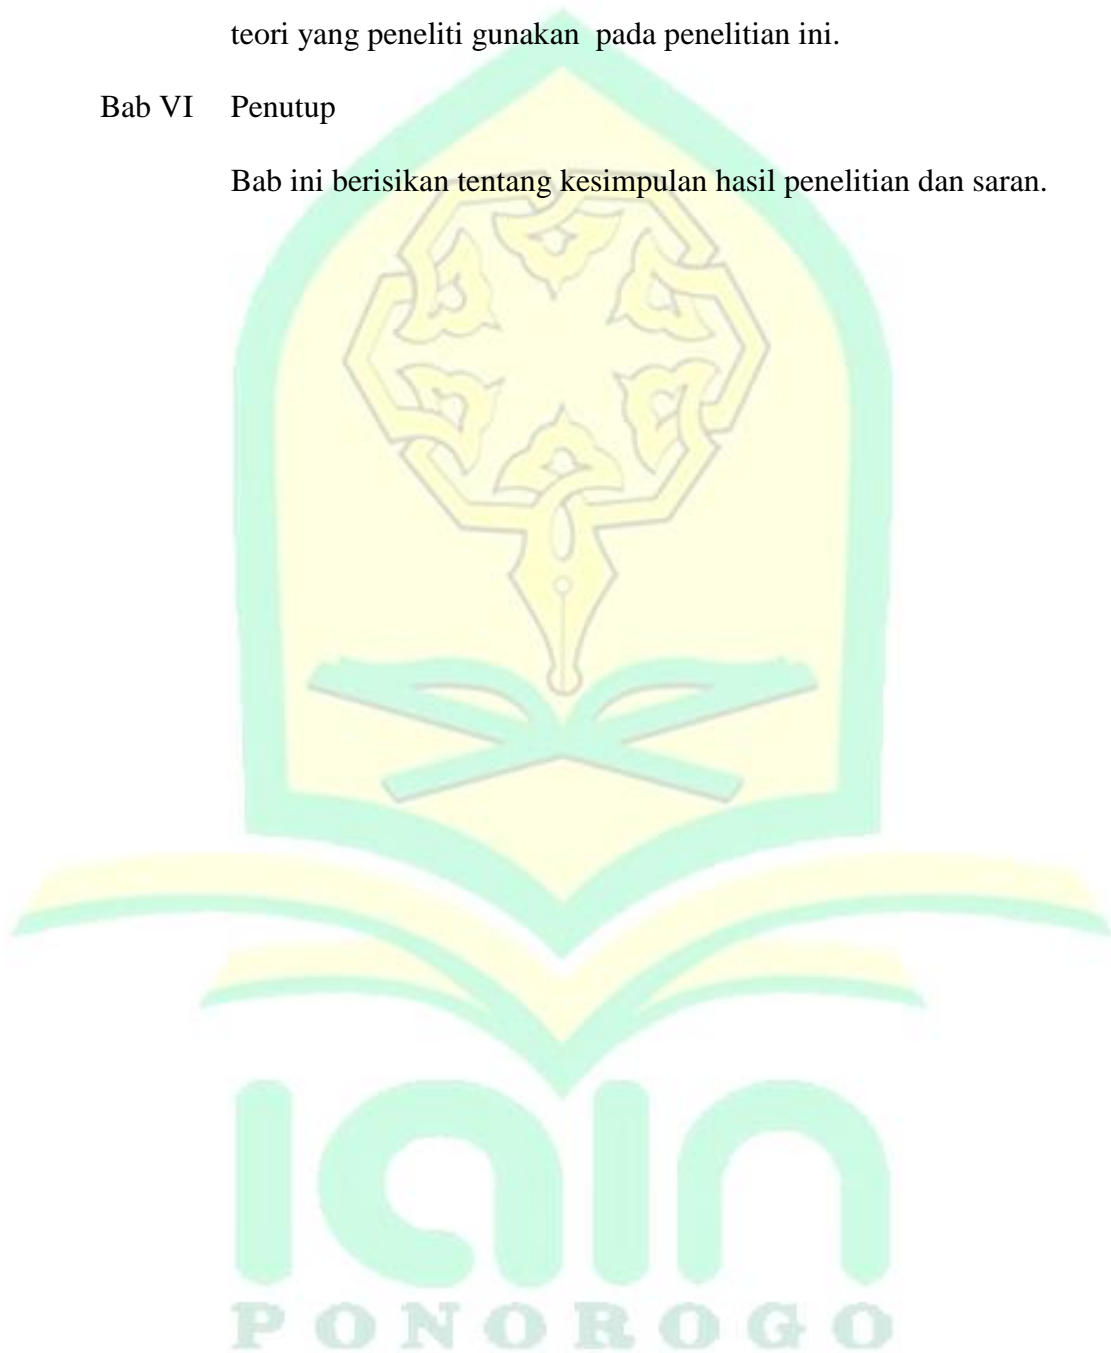 teori yang peneliti gunakan  pada penelitian ini.
Bab VI Penutup
Bab ini berisikan tentang kesimpulan hasil penelitian dan saran.
iain
PONOROGO